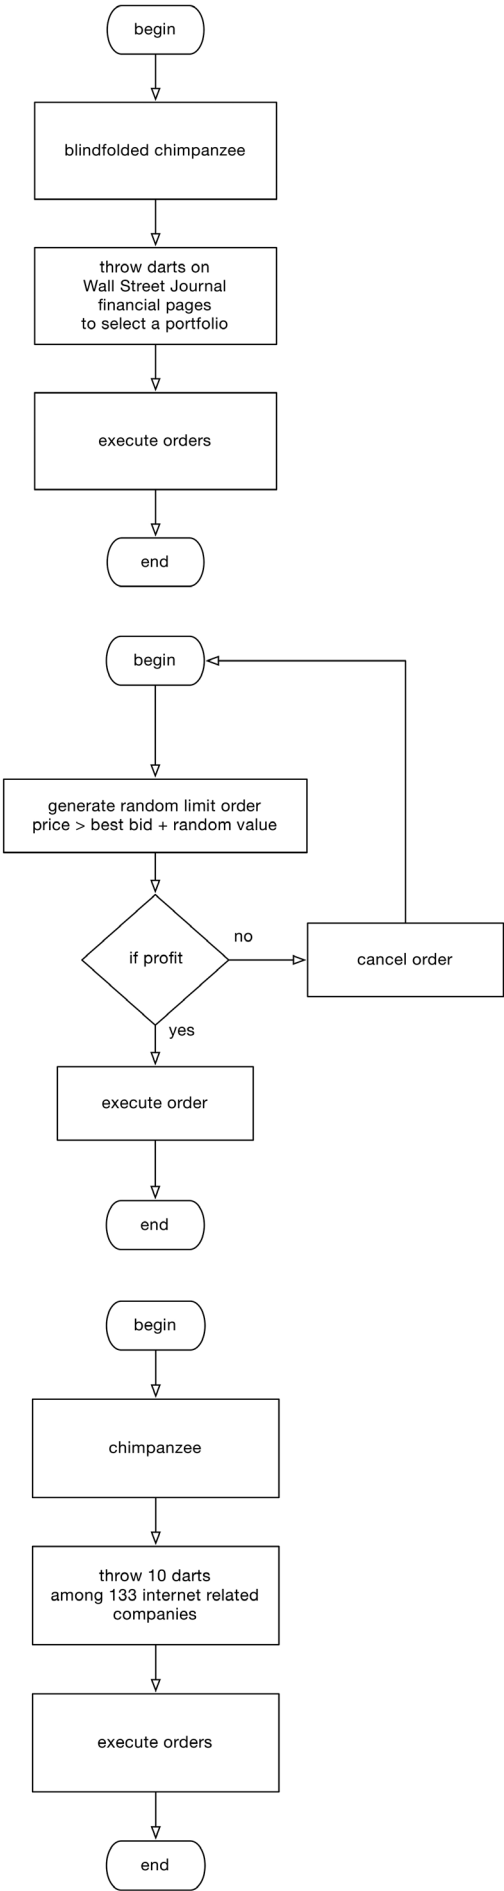 begin
blindfolded chimpanzee
throw darts on
Wall Street Journal
financial pages
to select a portfolio
execute orders
end
begin
generate random limit order
price > best bid + random value
if profit
no
cancel order
yes
execute order
end
begin
chimpanzee
throw 10 darts
among 133 internet related
companies
execute orders
end